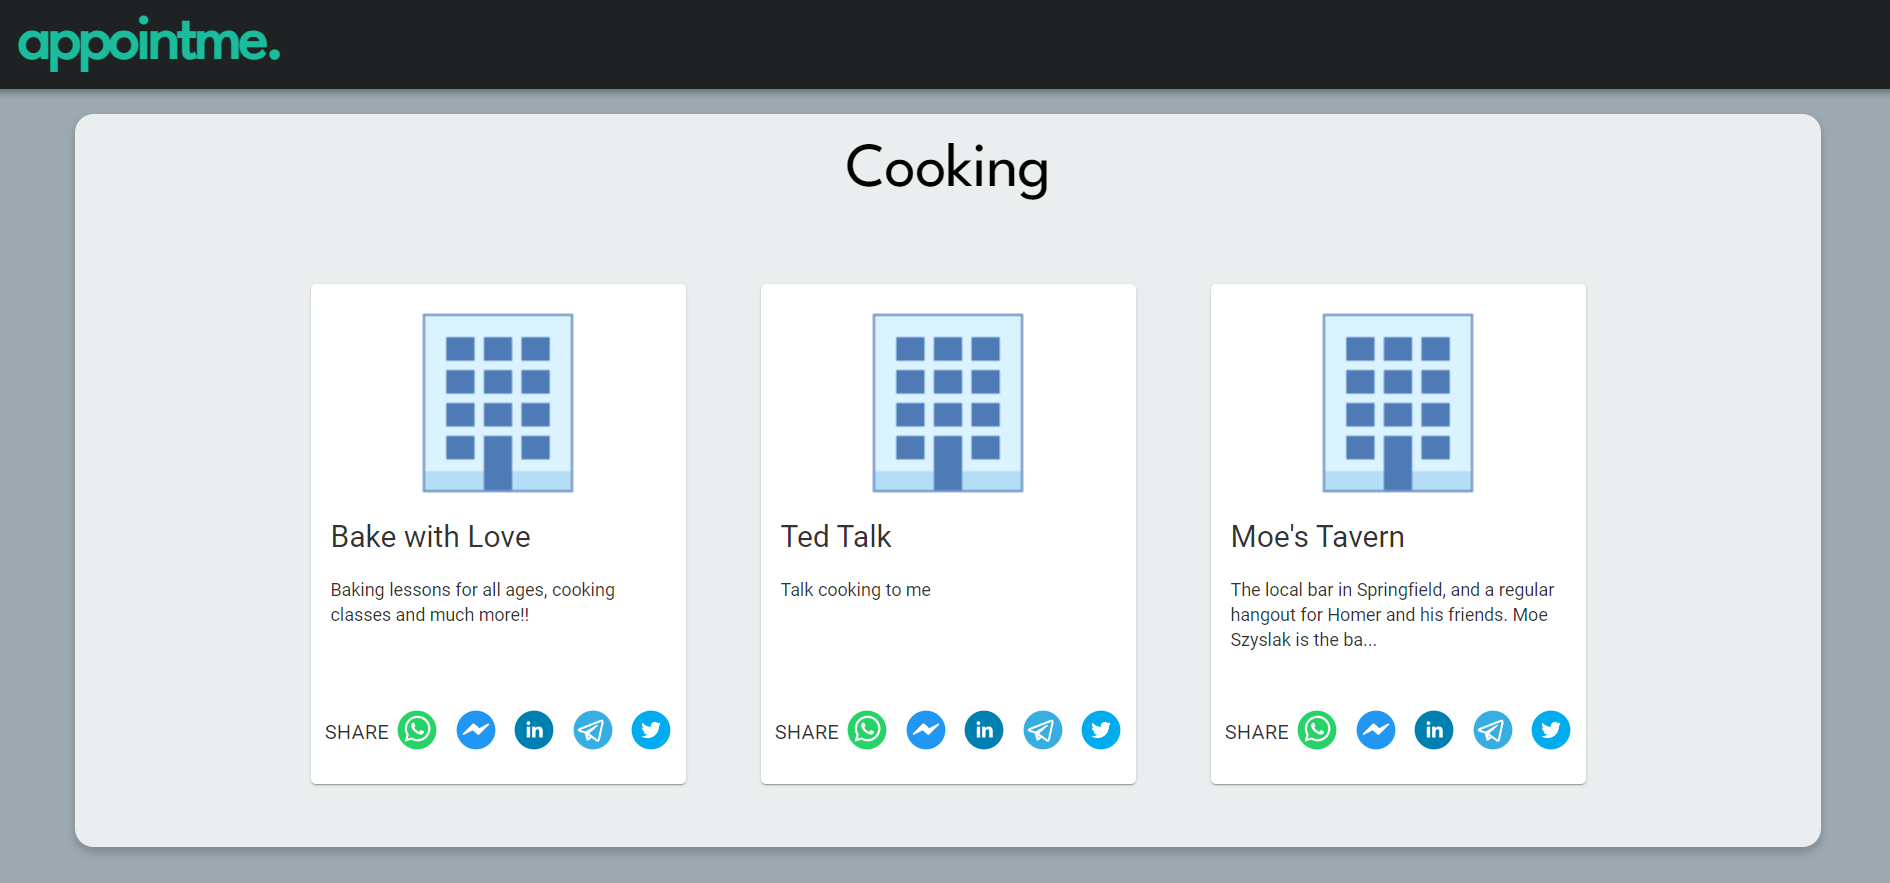 appointme.
Cooking
Bake with Love
Baking lessons for all ages, cooking
classes and much more!!
SHARE
in
Ted Talk
Talk cooking to me
SHARE
in
Moe's Tavern
The local bar in Springfield, and a regular
hangout for Homer and his friends. Moe
Szyslak is the ba...
SHARE
in